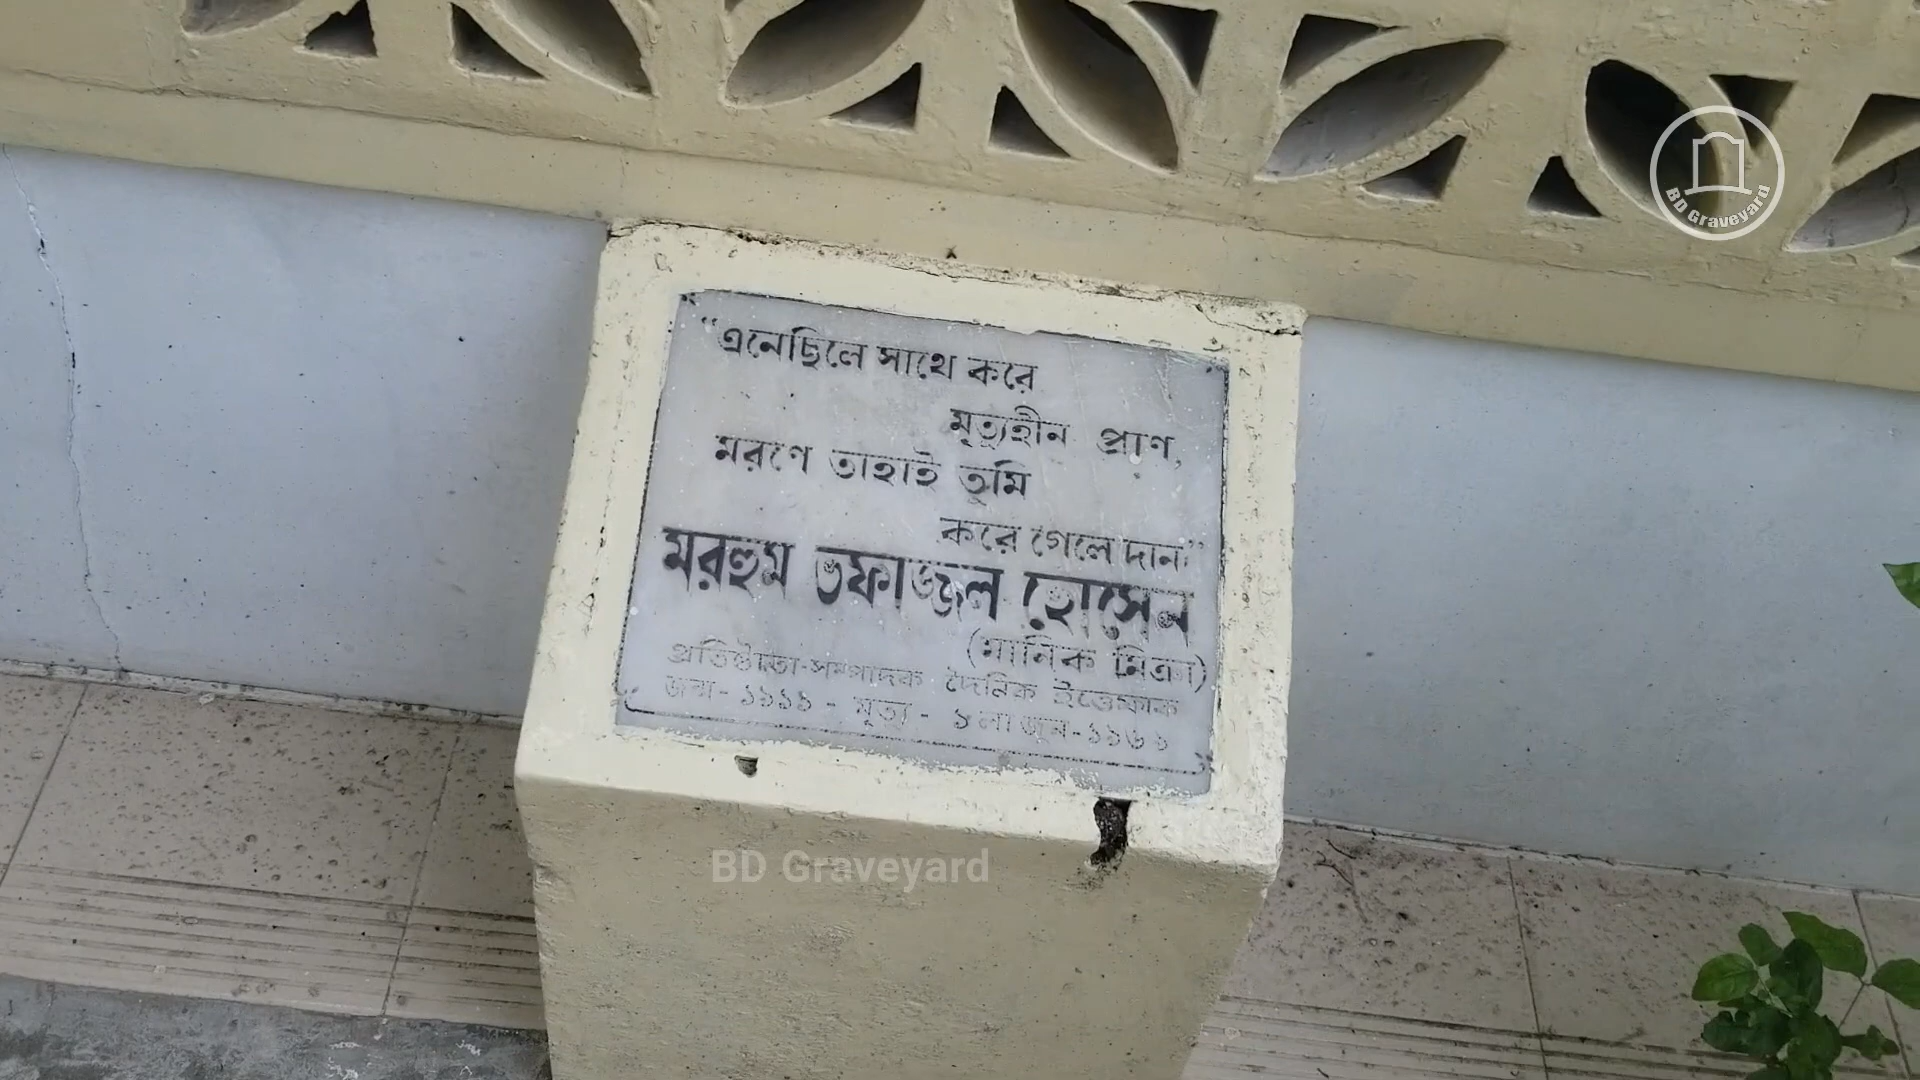 “এনেছিলে সাথে করে
মৃত্যুহীন প্রাণ,
মরণে তাহাই তুমি
করে গেলে দান”
মরহুম তফাজ্জল হোসেন
(মানিক মিঞা)
প্রতিষ্ঠাতা-সম্পাদক দৈনিক ইত্তেফাক
জন্ম- ১৯১১ - মৃত্যু - ১লা জুন-১৯৬৯
BD Graveyard
BD Graveyard